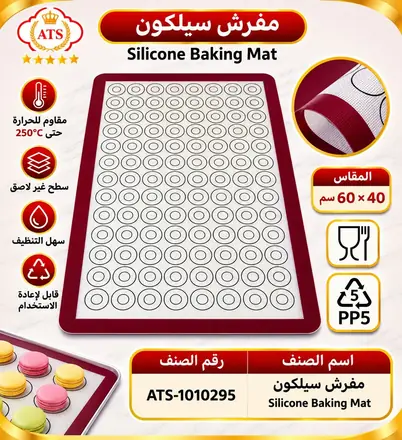 ATS
مفرش سيلكون
Silicone Baking Mat
مقاوم للحرارة
حتى 250°C
سطح غير لاصق
سهل التنظيف
قابل لإعادة
الاستخدام
المقاس
40 × 60 سم
5
PP5
اسم الصنف
رقم الصنف
مفرش سيلكون
Silicone Baking Mat
ATS-1010295